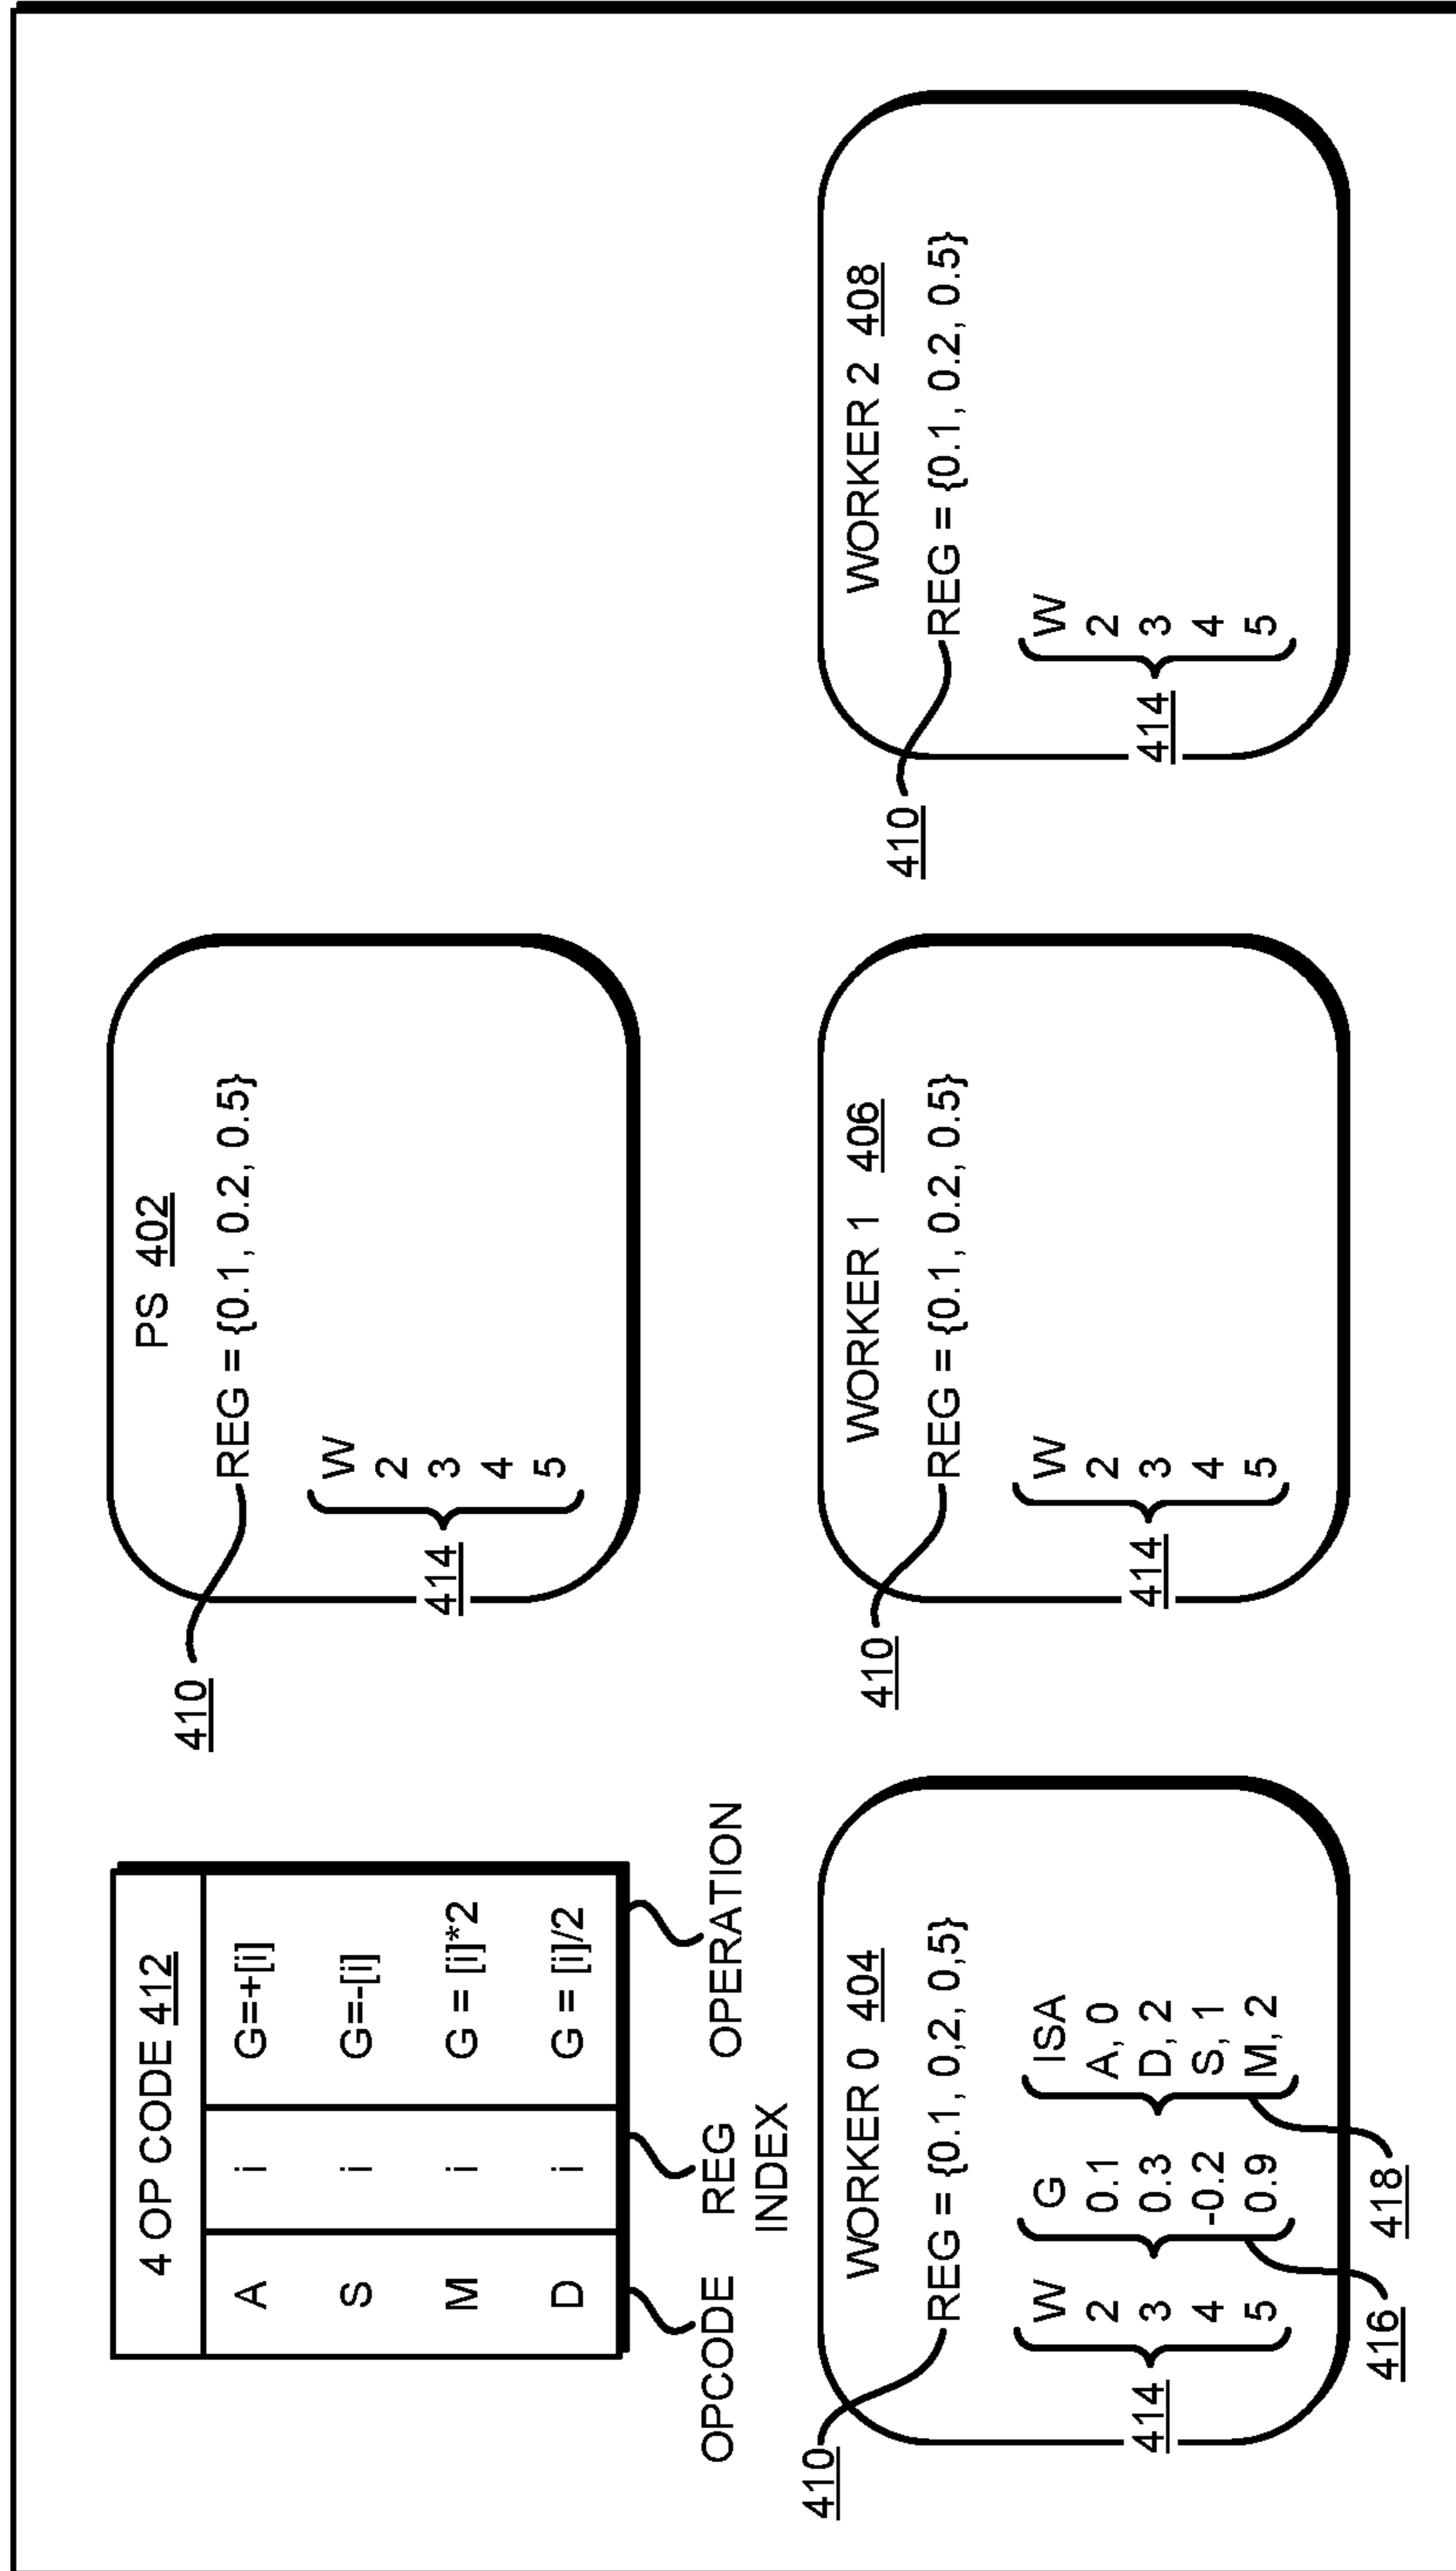 4 OP CODE 412
A i G=+[i]
S i G=-[i]
M i G = [i]*2
D i G = [i]/2
OPCODE REG INDEX OPERATION
PS 402
410
REG = {0.1, 0.2, 0.5}
W
2
3
4
5
414
WORKER 0 404
410
REG = {0.1, 0,2, 0,5}
W G ISA
2 0.1 A, 0
3 0.3 D, 2
4 -0.2 S, 1
5 0.9 M, 2
414
416
418
WORKER 1 406
410
REG = {0.1, 0.2, 0.5}
W
2
3
4
5
414
WORKER 2 408
410
REG = {0.1, 0.2, 0.5}
W
2
3
4
5
414